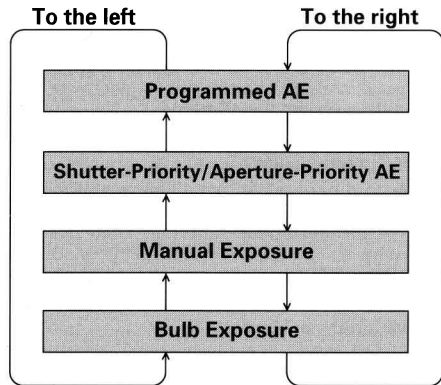 To the left
To the right
Programmed AE
Shutter-Priority/Aperture-Priority AE
Manual Exposure
Bulb Exposure